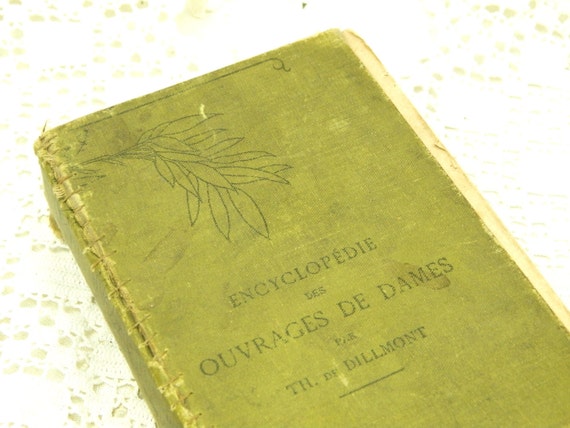 ENCYCLOPÉDIE
DES
OUVRAGES DE DAMES
PAR
TH. DE DILLMONT